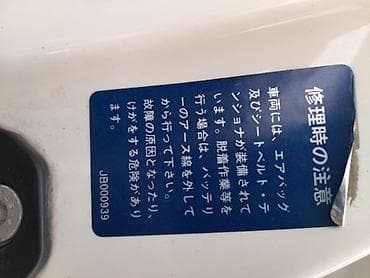 修理時の注意
車両には、エアバッグ
及びシートベルト・テ
ンショナが装備されて
います。脱着作業等を
行う場合は、バッテリ
ーのアース線を外して
から行って下さい。
故障の原因となったり、
けがをする危険があり
ます。
JB000939